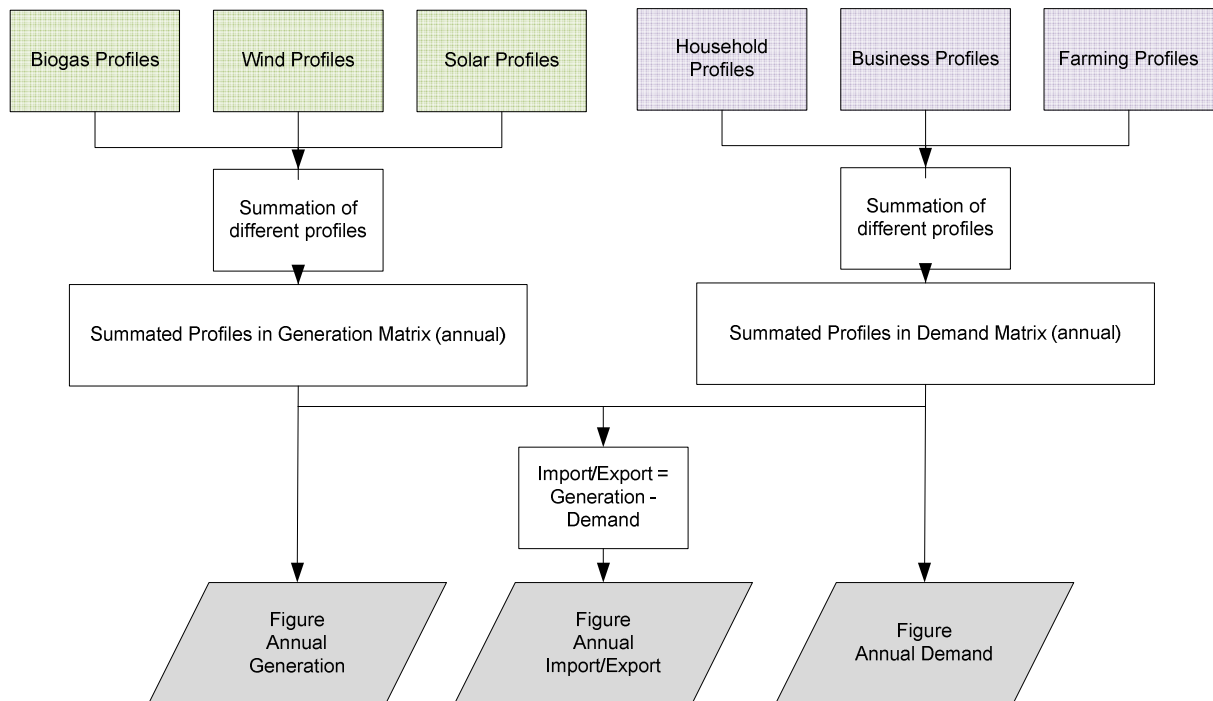 Biogas Profiles
Wind Profiles
Solar Profiles
Household
Profiles
Business Profiles
Farming Profiles
Summation of
different profiles
Summation of
different profiles
Summated Profiles in Generation Matrix (annual)
Summated Profiles in Demand Matrix (annual)
Import/Export =
Generation -
Demand
Figure
Annual
Generation
Figure
Annual
Import/Export
Figure
Annual Demand